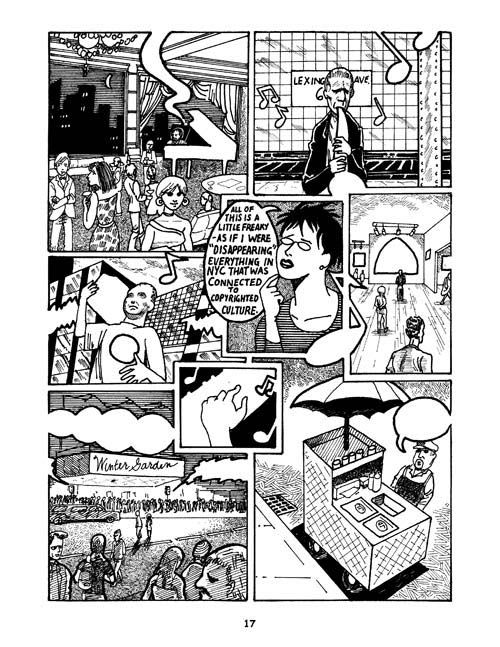 LEXING
AVE.
ALL OF
THIS IS A
LITTLE FREAKY
-AS IF I WERE
"DISAPPEARING"
EVERYTHING IN
NYC THAT WAS
CONNECTED
TO
COPYRIGHTED
CULTURE.
Winter Garden
17